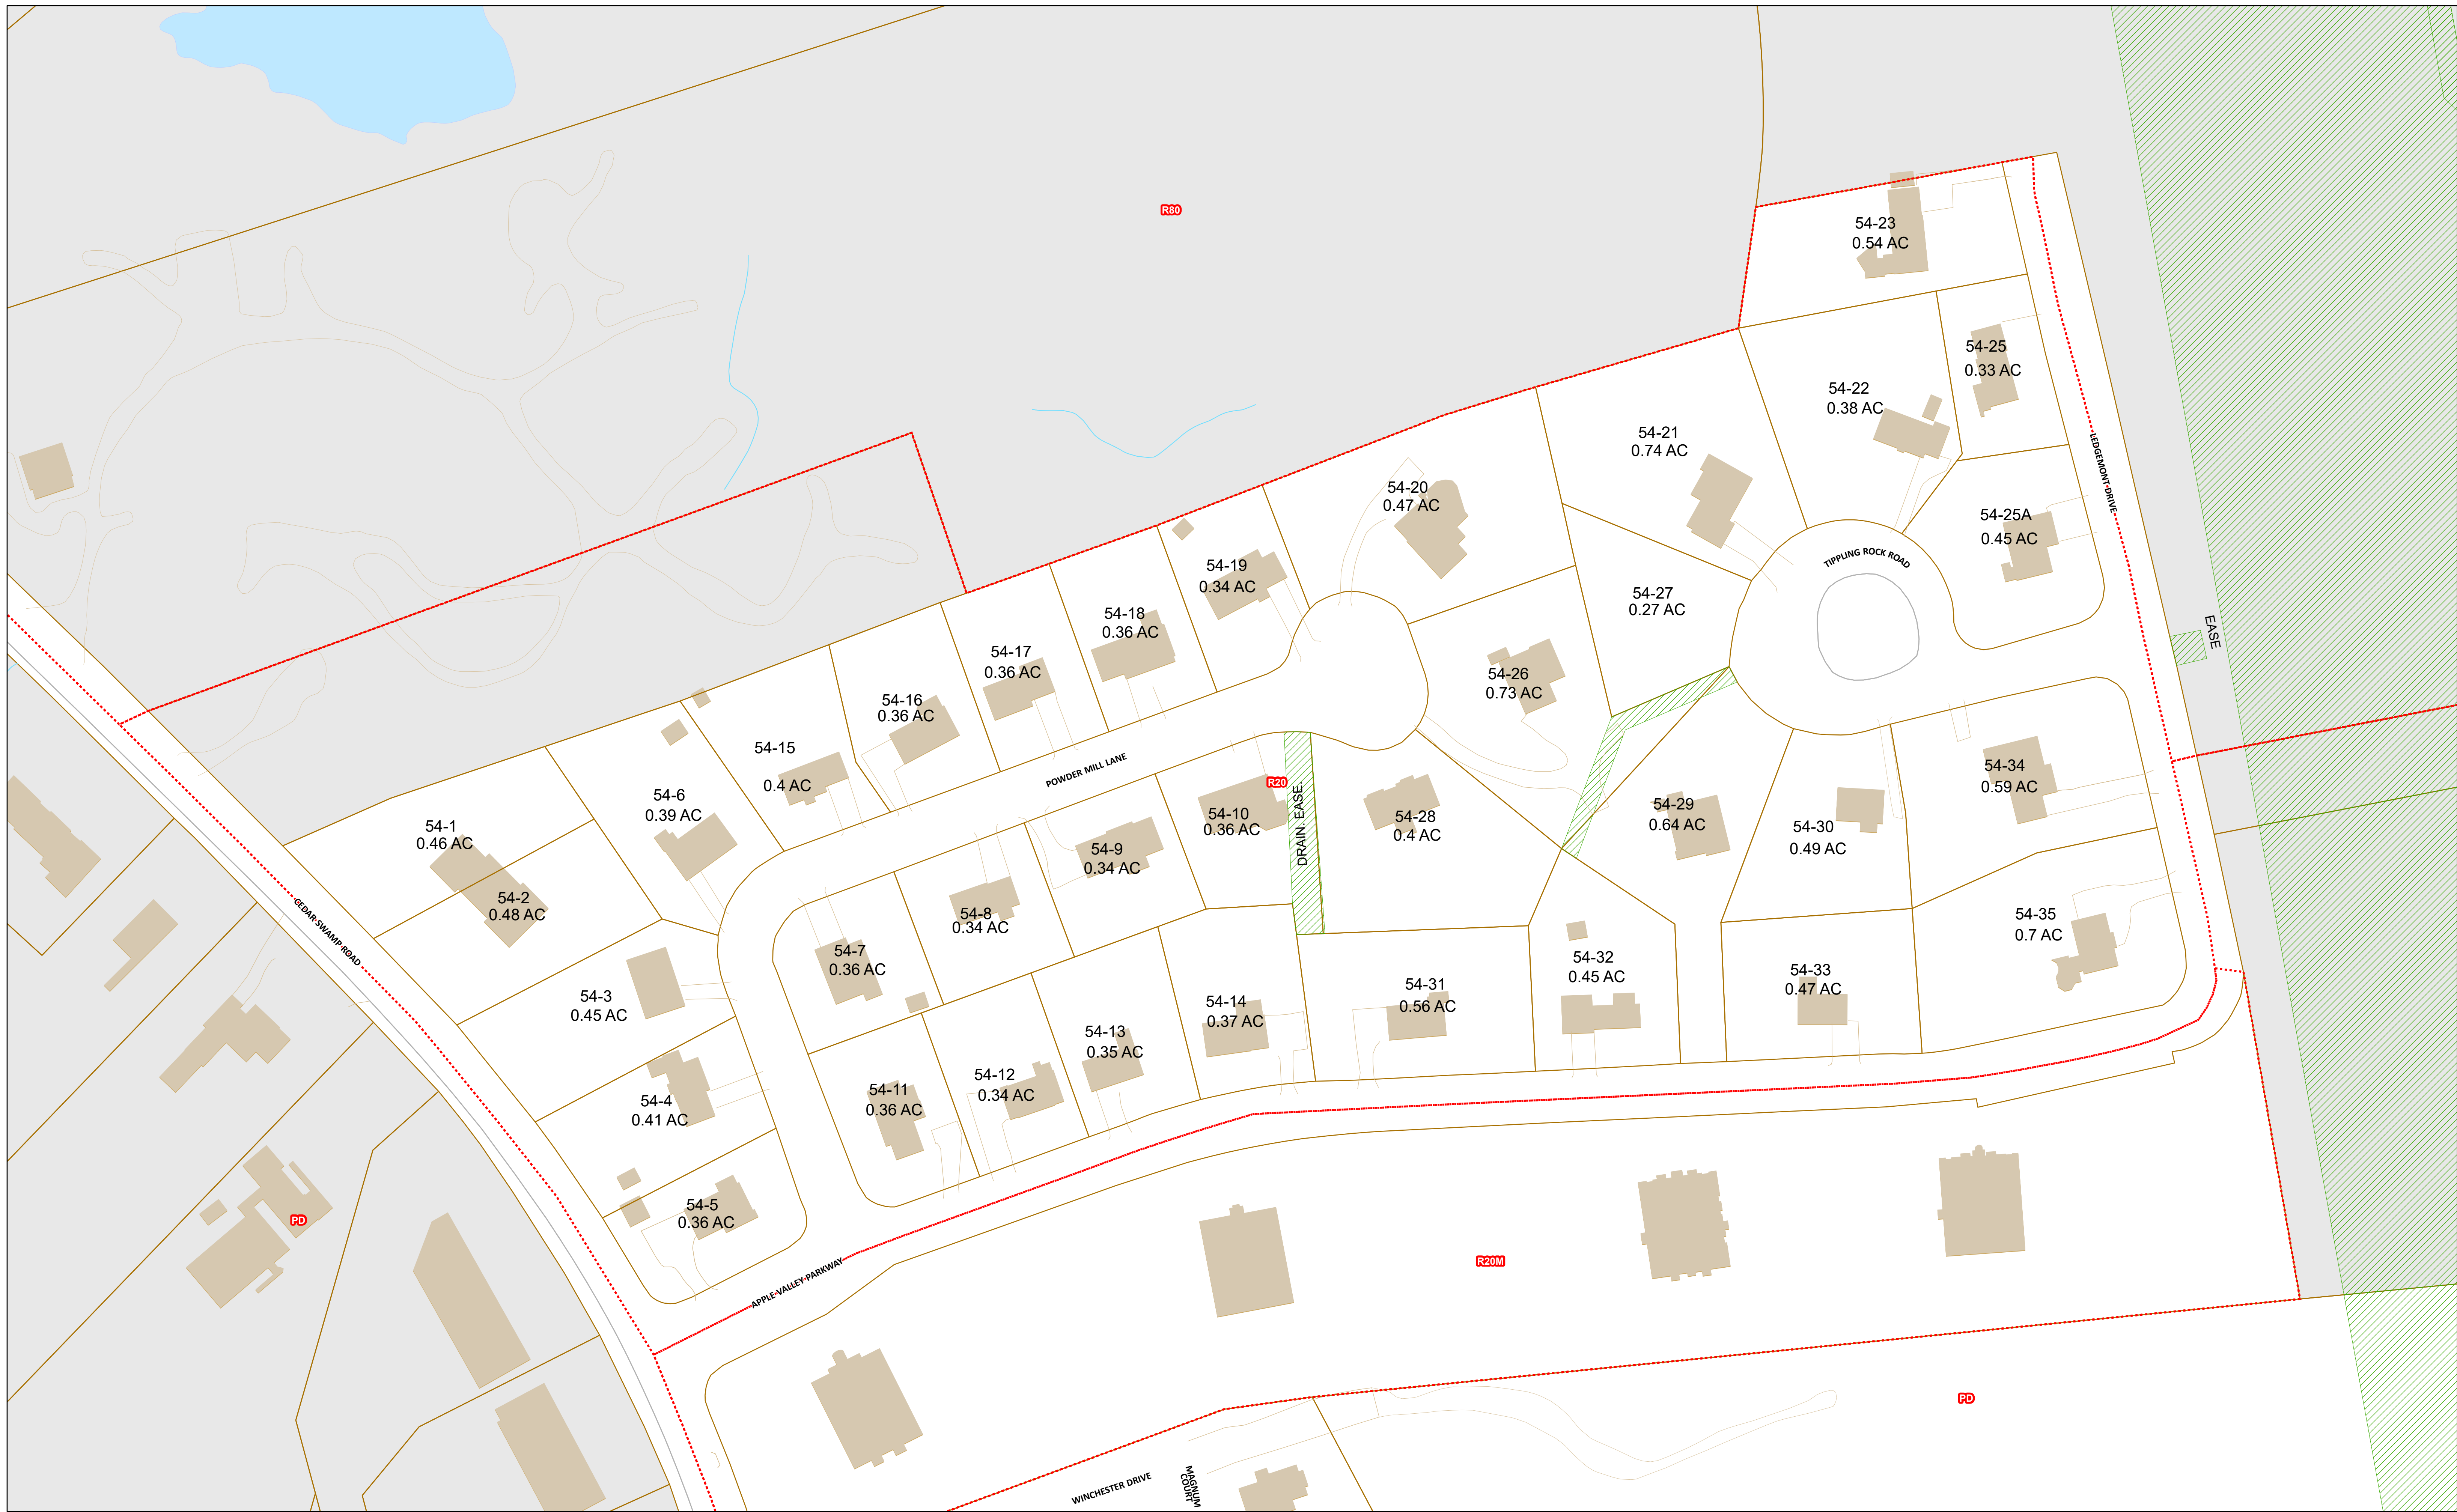 R80
54-23
0.54 AC
54-25
0.33 AC
54-22
0.38 AC
54-21
0.74 AC
LEDGEMONT DRIVE
54-20
0.47 AC
54-25A
0.45 AC
TIPPLING ROCK ROAD
54-19
0.34 AC
54-27
0.27 AC
54-18
0.36 AC
EASE
54-17
0.36 AC
54-26
0.73 AC
54-16
0.36 AC
54-15
0.4 AC
POWDER MILL LANE
54-34
0.59 AC
R20
54-6
0.39 AC
54-10
0.36 AC
DRAIN. EASE.
54-28
0.4 AC
54-29
0.64 AC
54-30
0.49 AC
54-1
0.46 AC
54-9
0.34 AC
54-2
0.48 AC
CEDAR SWAMP ROAD
54-8
0.34 AC
54-35
0.7 AC
54-7
0.36 AC
54-32
0.45 AC
54-33
0.47 AC
54-3
0.45 AC
54-31
0.56 AC
54-14
0.37 AC
54-13
0.35 AC
54-12
0.34 AC
54-11
0.36 AC
54-4
0.41 AC
54-5
0.36 AC
PD
R20M
APPLE VALLEY PARKWAY
PD
WINCHESTER DRIVE
MAGNUM
COURT